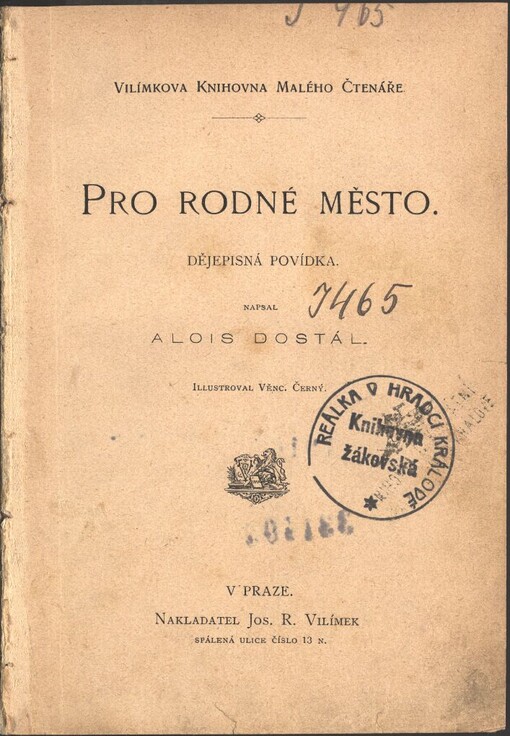 J 465
Vilímkova Knihovna Malého Čtenáře.
Pro rodné město.
DĚJEPISNÁ POVÍDKA.
NAPSAL
J465
ALOIS DOSTÁL.
Illustroval Věnc. Černý.
REÁLKA V HRADCI KRÁLOVÉ
Knihovna
žákovská
V PRAZE.
Nakladatel Jos. R. Vilímek
SPÁLENÁ ULICE ČÍSLO 13 N.